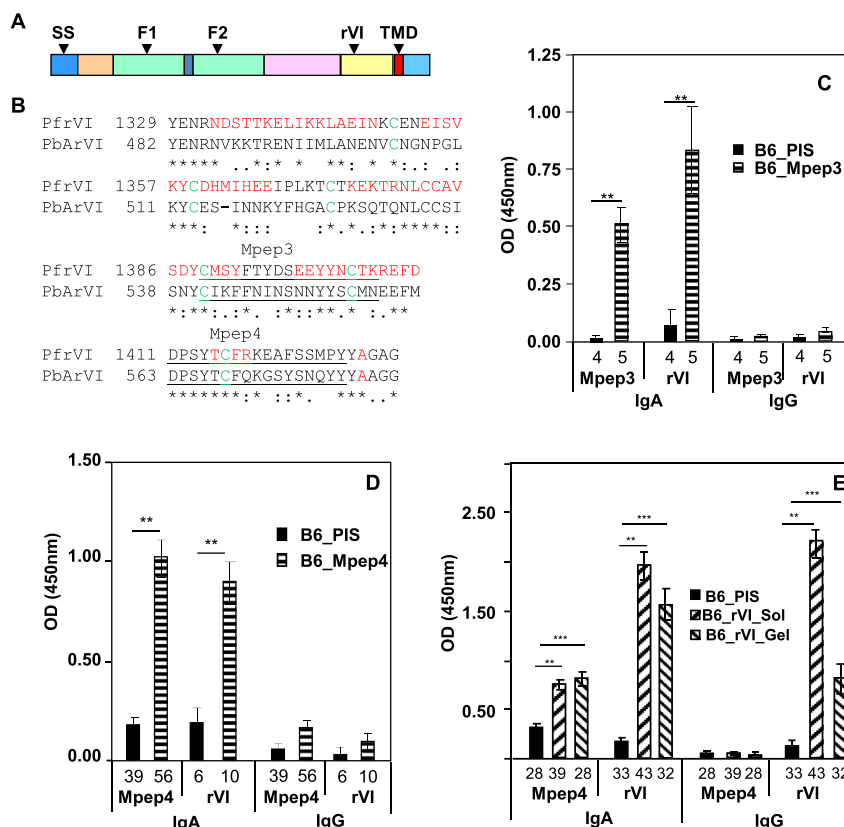 A
SS F1 F2 rVI TMD
B
PfrVI 1329 YENRNDSTTKELIKKLAEINKCENEISV
PbArVI 482 YENRNVKKTRENIIMLANENVCNGNPGL
PfrVI 1357 KYCDHMIHEEIPLKTCTKEKTRNLCCAV
PbArVI 511 KYCES-INNKYFHGACPKSQTQNLCCSI
Mpep3
PfrVI 1386 SDYCMSYFTYDSEEYYNCTKREFD
PbArVI 538 SNYCIKFFNINSNNYYSCMNEEFM
Mpep4
PfrVI 1411 DPSYTCFRKEAFSSMPYYAGAG
PbArVI 563 DPSYTCFQKGSYSNQYYYAAGG
C
OD (450nm)
1.25
1.00
0.75
0.50
0.25
0.00
** **
B6_PIS
B6_Mpep3
4 5 4 5 4 5 4 5
Mpep3 rVI Mpep3 rVI
IgA IgG
D
OD (450nm)
1.50
1.00
0.50
0.00
** **
B6_PIS
B6_Mpep4
39 56 6 10 39 56 6 10
Mpep4 rVI Mpep4 rVI
IgA IgG
E
OD (450nm)
2.50
1.50
0.50
*** ** *** ** *** **
B6_PIS
B6_rVI_Sol
B6_rVI_Gel
28 39 28 33 43 32 28 39 28 33 43 32
Mpep4 rVI Mpep4 rVI
IgA IgG